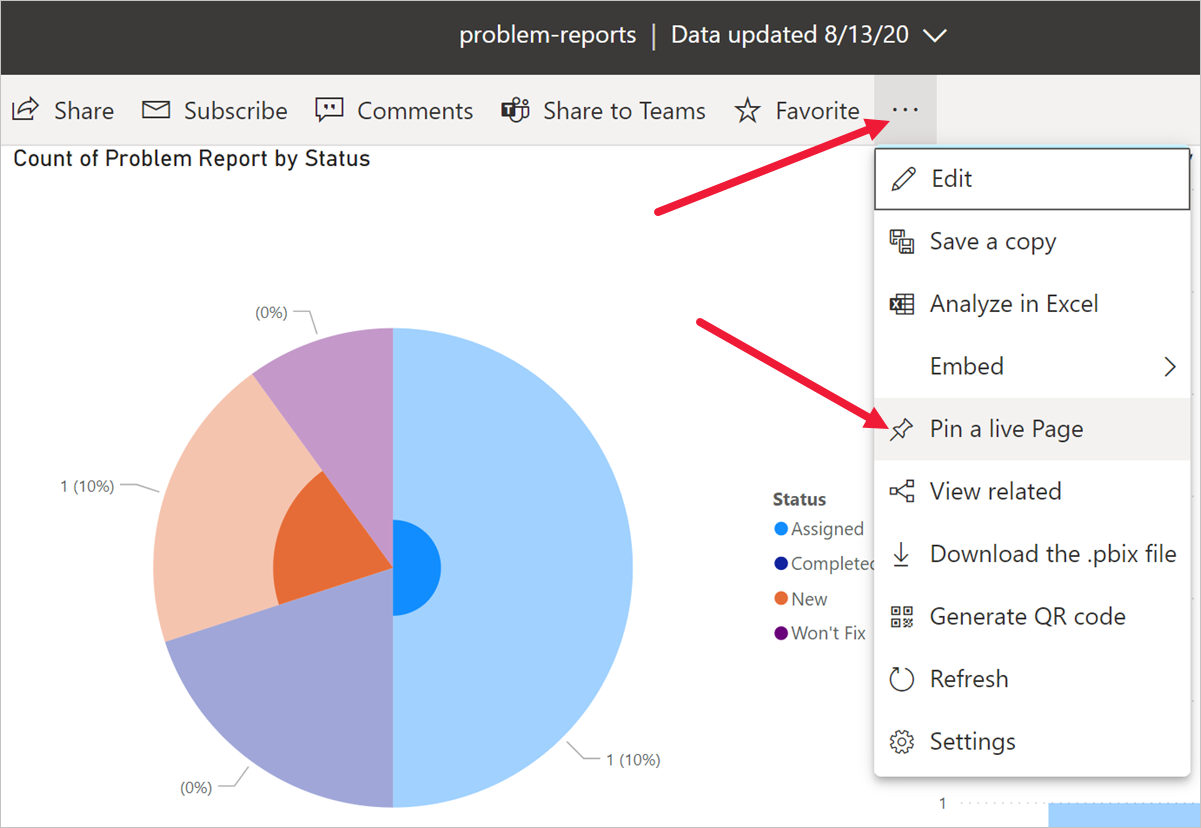 problem-reports | Data updated 8/13/20
Share Subscribe Comments Share to Teams Favorite ...
Count of Problem Report by Status
Edit
Save a copy
Analyze in Excel
Embed
Pin a live Page
View related
Download the .pbix file
Generate QR code
Refresh
Settings
(0%)
1 (10%)
(0%)
1 (10%)
Status
Assigned
Completed
New
Won't Fix
1